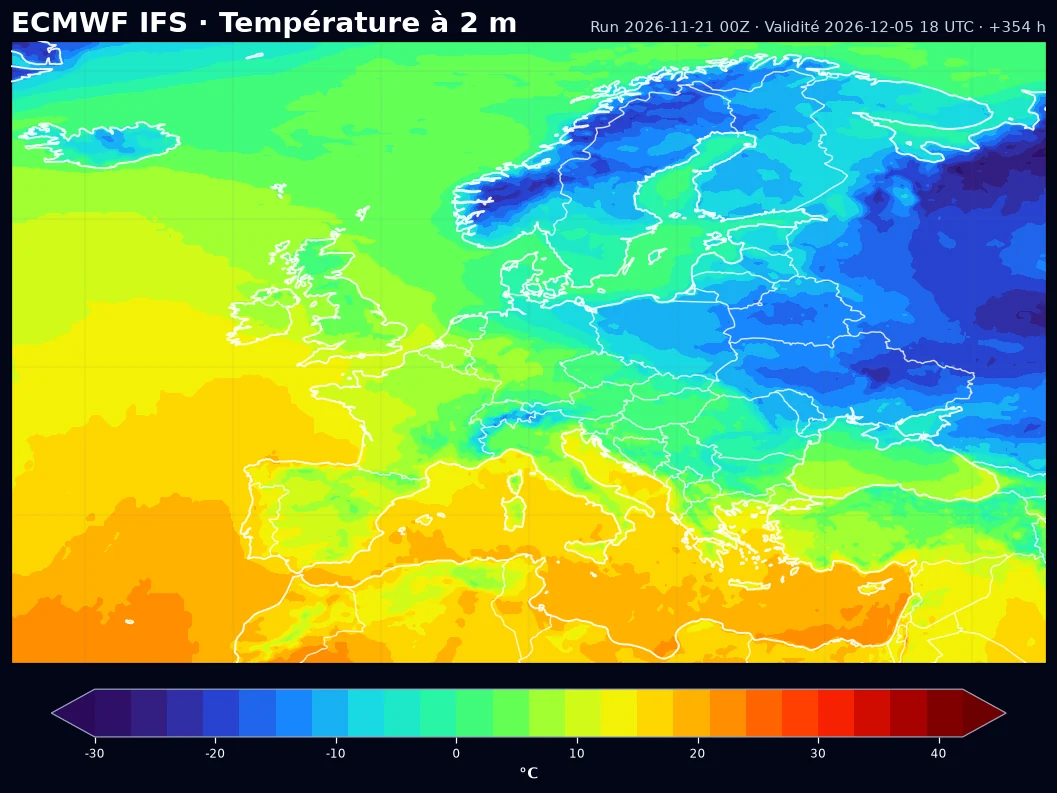 ECMWF IFS · Température à 2 m
Run 2026-11-21 00Z · Validité 2026-12-05 18 UTC · +354 h
-30 -20 -10 0 10 20 30 40
°C